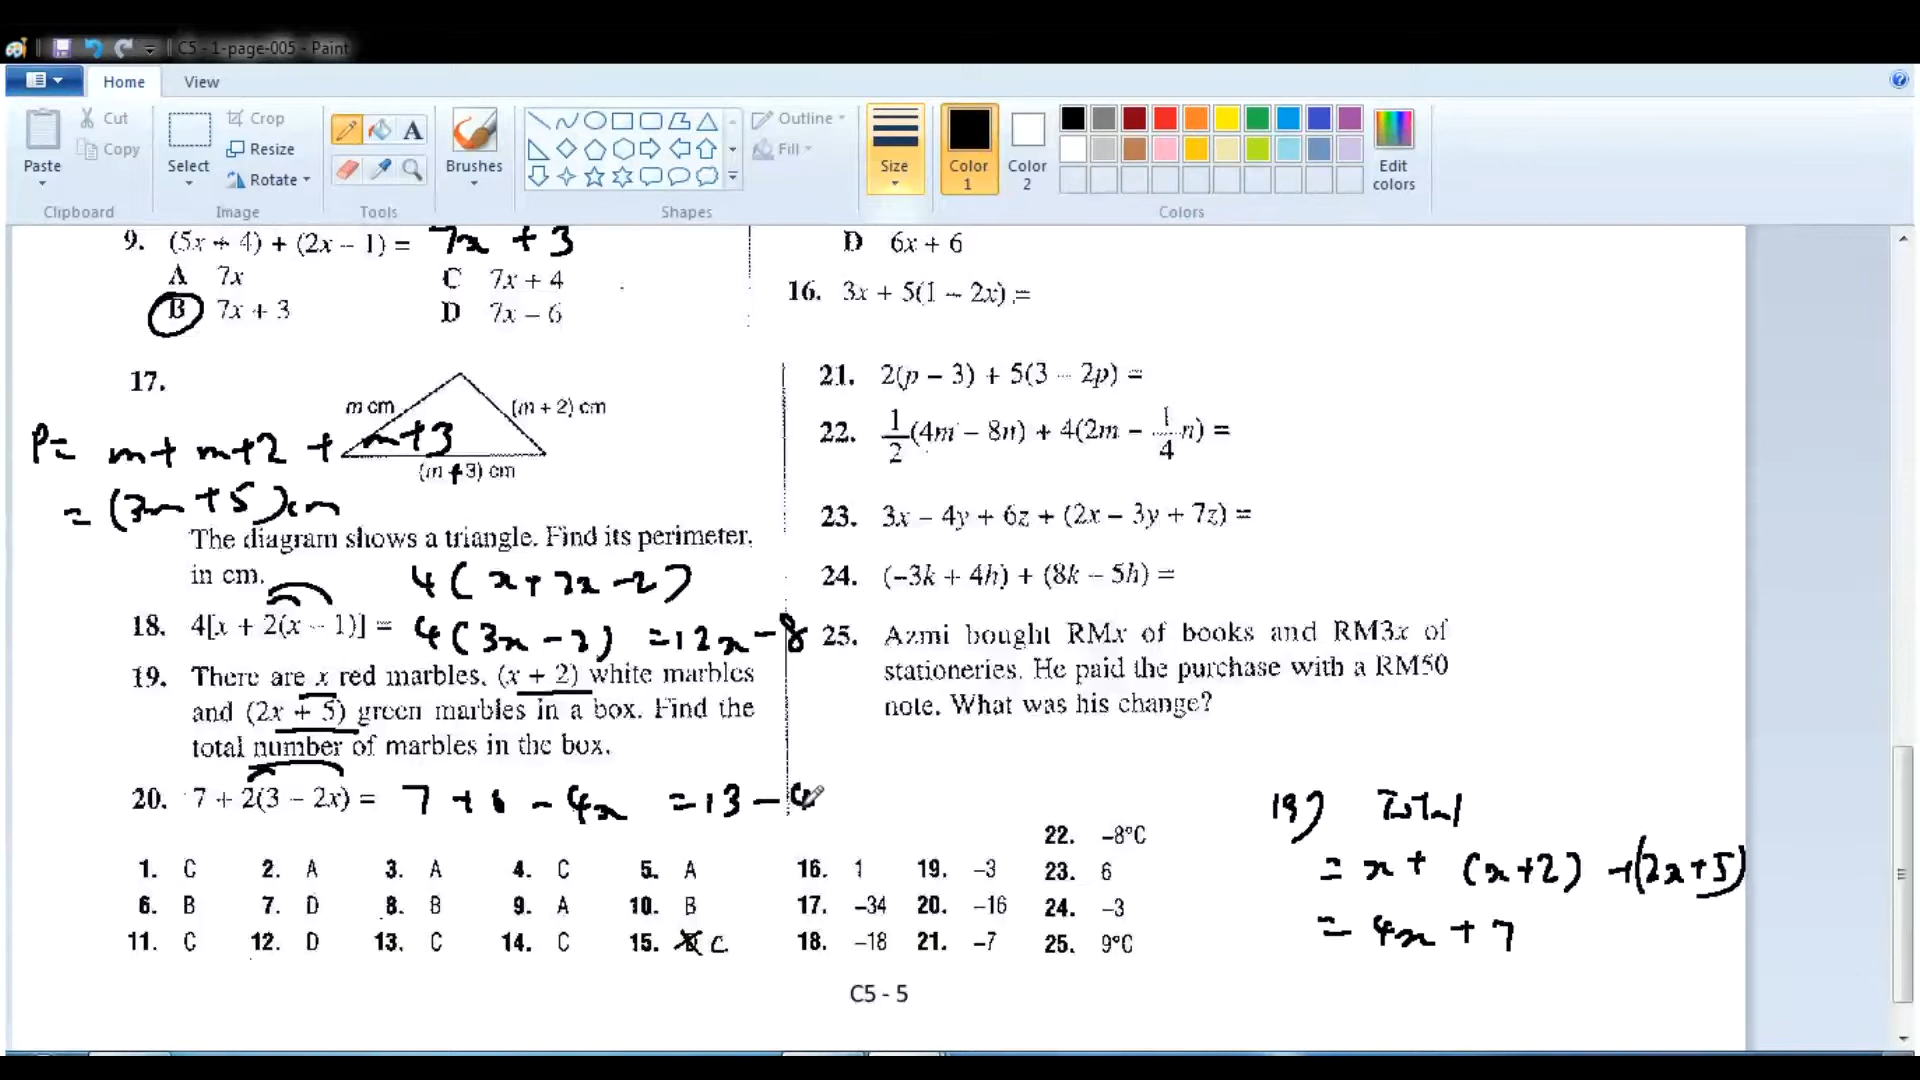 C5 - 1-page-005 - Paint
Home View
Paste
Cut
Copy
Clipboard
Select
Crop
Resize
Rotate
Image
A
Tools
Brushes
Outline
Fill
Shapes
Size
Color 1
Color 2
Edit colors
Colors
9. (5x + 4) + (2x − 1) = 7x + 3
A 7x C 7x + 4
B 7x + 3 D 7x − 6
17.
m cm (m + 2) cm
(m + 3) cm
P= m+ m+2 + m+3
= (3m+5)cm
The diagram shows a triangle. Find its perimeter,
in cm.
4(x+2x-2)
18. 4[x + 2(x − 1)] = 4(3x-2) =12x-8
19. There are x red marbles, (x + 2) white marbles
and (2x + 5) green marbles in a box. Find the
total number of marbles in the box.
20. 7 + 2(3 − 2x) = 7 +6 - 4x =13-4
D 6x + 6
16. 3x + 5(1 − 2x) =
21. 2(p − 3) + 5(3 − 2p) =
22. 1/2(4m − 8n) + 4(2m − 1/4n) =
23. 3x − 4y + 6z + (2x − 3y + 7z) =
24. (−3k + 4h) + (8k − 5h) =
25. Azmi bought RMx of books and RM3x of
stationeries. He paid the purchase with a RM50
note. What was his change?
19) Total
= x+ (x+2) +(2x+5)
= 4x + 7
1. C 2. A 3. A 4. C 5. A
6. B 7. D 8. B 9. A 10. B
11. C 12. D 13. C 14. C 15. C
16. 1 19. −3
17. −34 20. −16
18. −18 21. −7
22. −8°C
23. 6
24. −3
25. 9°C
C5 - 5